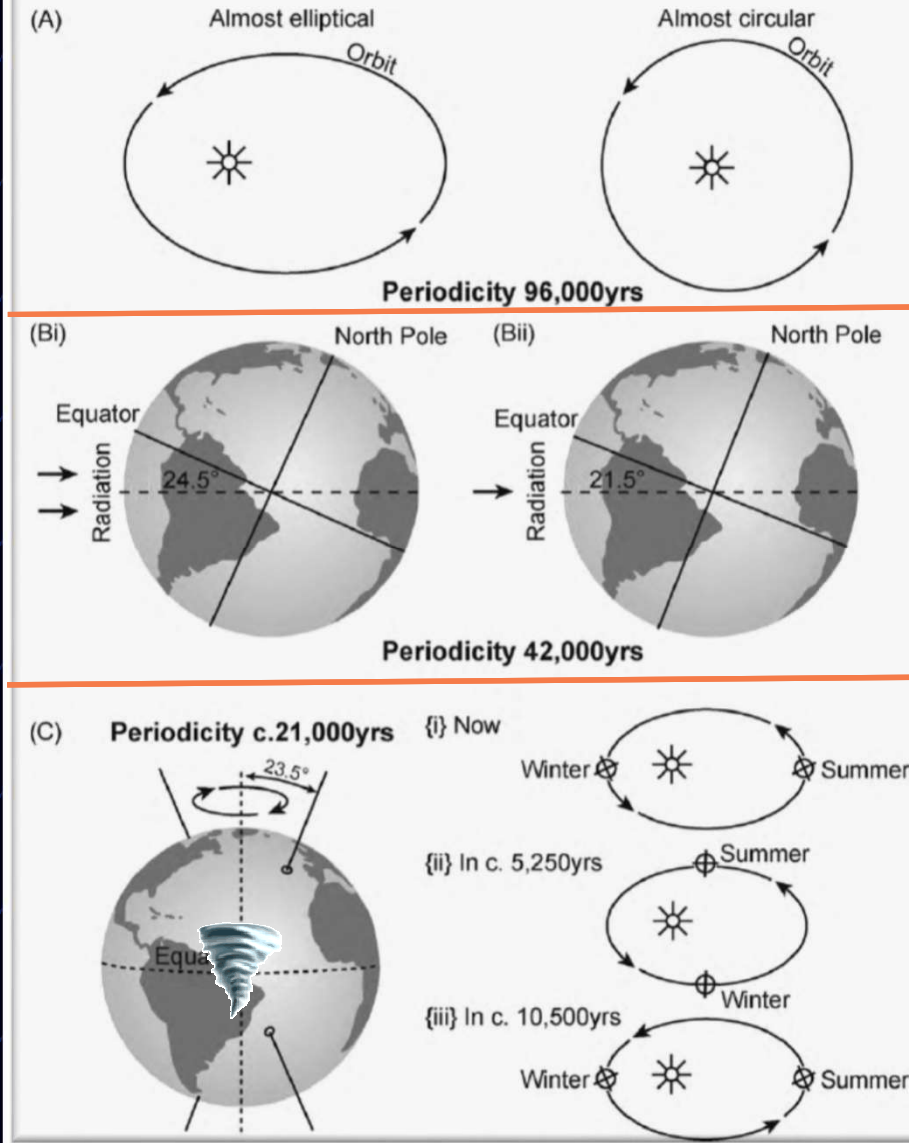 (A)
Almost elliptical
Almost circular
Orbit
Orbit
Periodicity 96,000yrs
(Bi)
North Pole
(Bii)
North Pole
Equator
Equator
Radiation
24.5°
Radiation
21.5°
Periodicity 42,000yrs
(C)
Periodicity c.21,000yrs
23.5°
Equa
{i} Now
Winter
Summer
{ii} In c. 5,250yrs
Summer
Winter
{iii} In c. 10,500yrs
Winter
Summer